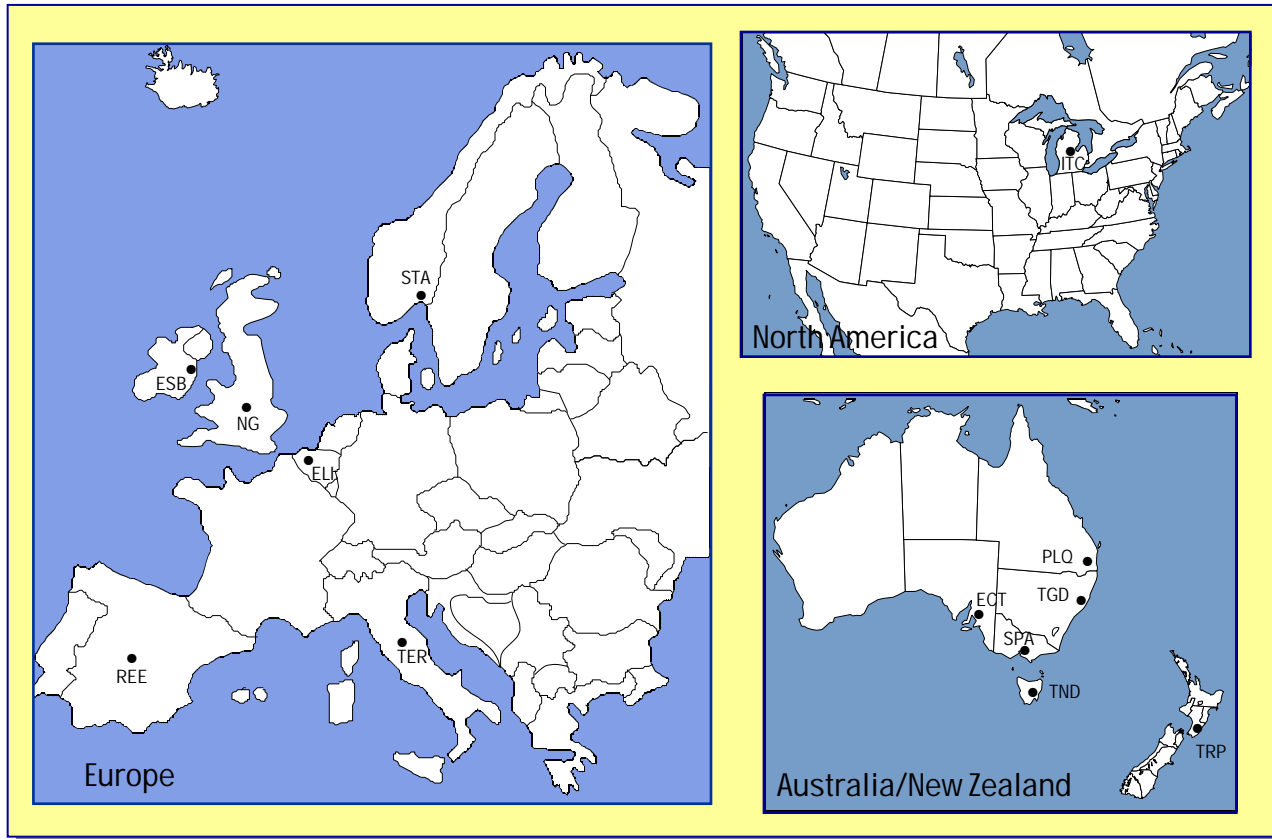 STA
ESB
NG
ELI
REE
TER
Europe
ITC
North America
PLQ
TGD
ECT
SPA
TND
TRP
Australia/New Zealand